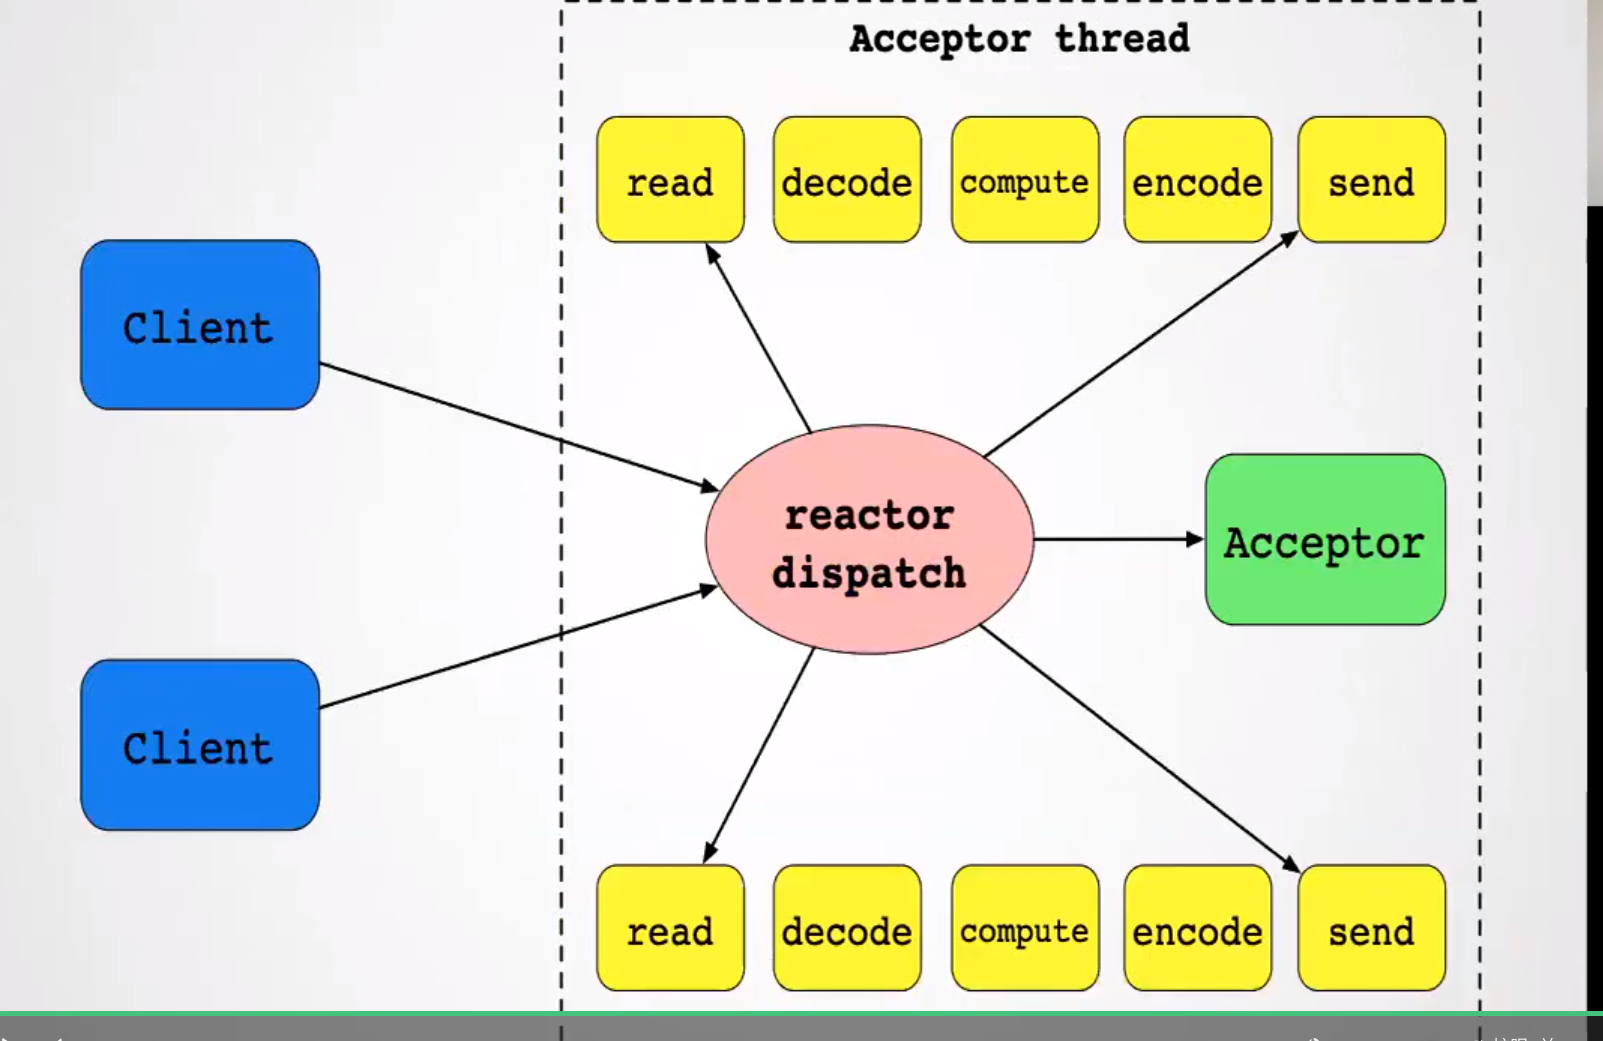 Acceptor thread
read decode compute encode send
Client
reactor
dispatch
Acceptor
Client
read decode compute encode send